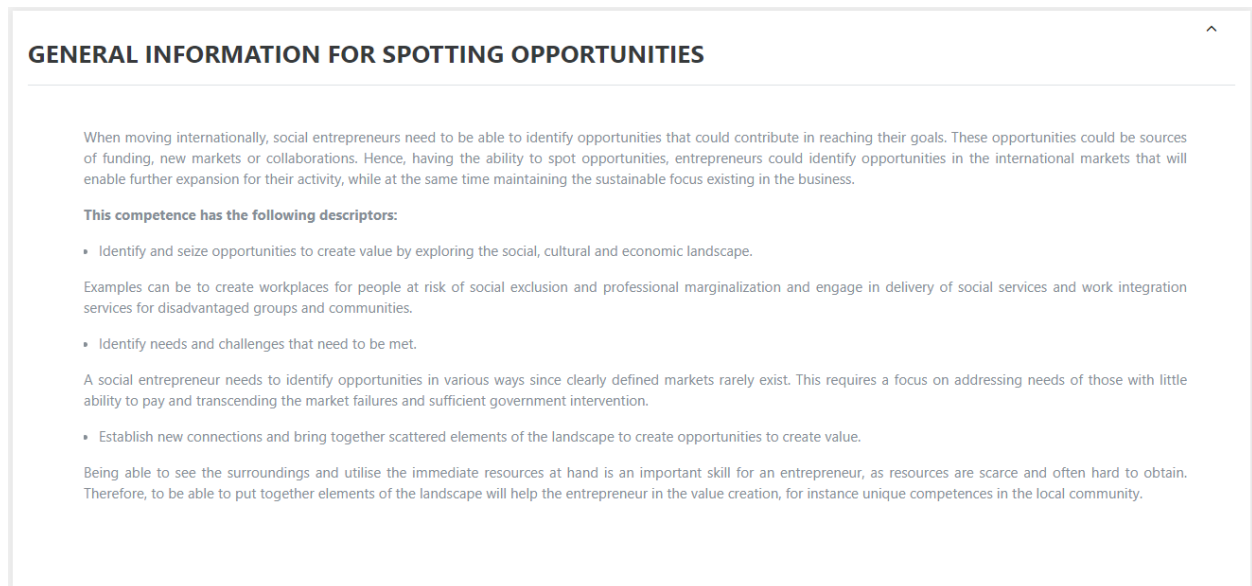 GENERAL INFORMATION FOR SPOTTING OPPORTUNITIES
When moving internationally, social entrepreneurs need to be able to identify opportunities that could contribute in reaching their goals. These opportunities could be sources
of funding, new markets or collaborations. Hence, having the ability to spot opportunities, entrepreneurs could identify opportunities in the international markets that will
enable further expansion for their activity, while at the same time maintaining the sustainable focus existing in the business.
This competence has the following descriptors:
• Identify and seize opportunities to create value by exploring the social, cultural and economic landscape.
Examples can be to create workplaces for people at risk of social exclusion and professional marginalization and engage in delivery of social services and work integration
services for disadvantaged groups and communities.
• Identify needs and challenges that need to be met.
A social entrepreneur needs to identify opportunities in various ways since clearly defined markets rarely exist. This requires a focus on addressing needs of those with little
ability to pay and transcending the market failures and sufficient government intervention.
• Establish new connections and bring together scattered elements of the landscape to create opportunities to create value.
Being able to see the surroundings and utilise the immediate resources at hand is an important skill for an entrepreneur, as resources are scarce and often hard to obtain.
Therefore, to be able to put together elements of the landscape will help the entrepreneur in the value creation, for instance unique competences in the local community.